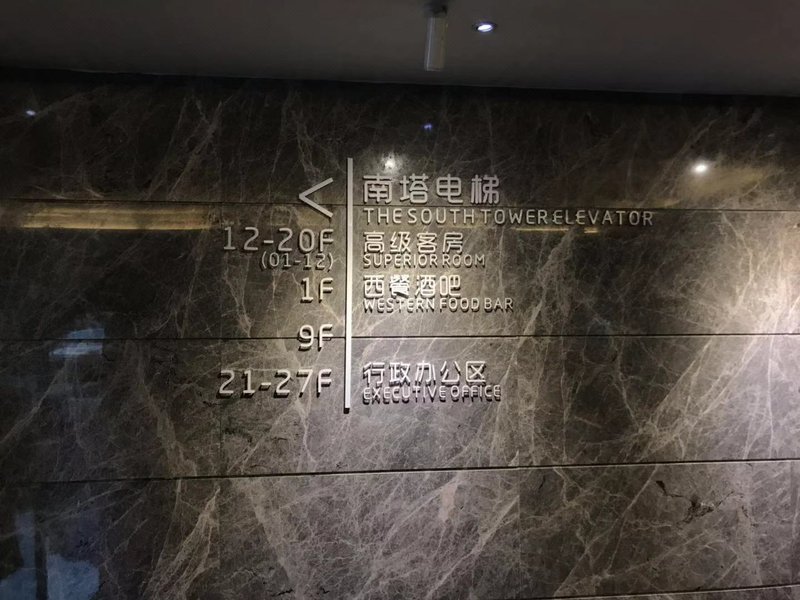 < 南塔电梯
THE SOUTH TOWER ELEVATOR
12-20F 高级客房
(01-12) SUPERIOR ROOM
1F 西餐酒吧
WESTERN FOOD BAR
9F
21-27F 行政办公区
EXECUTIVE OFFICE